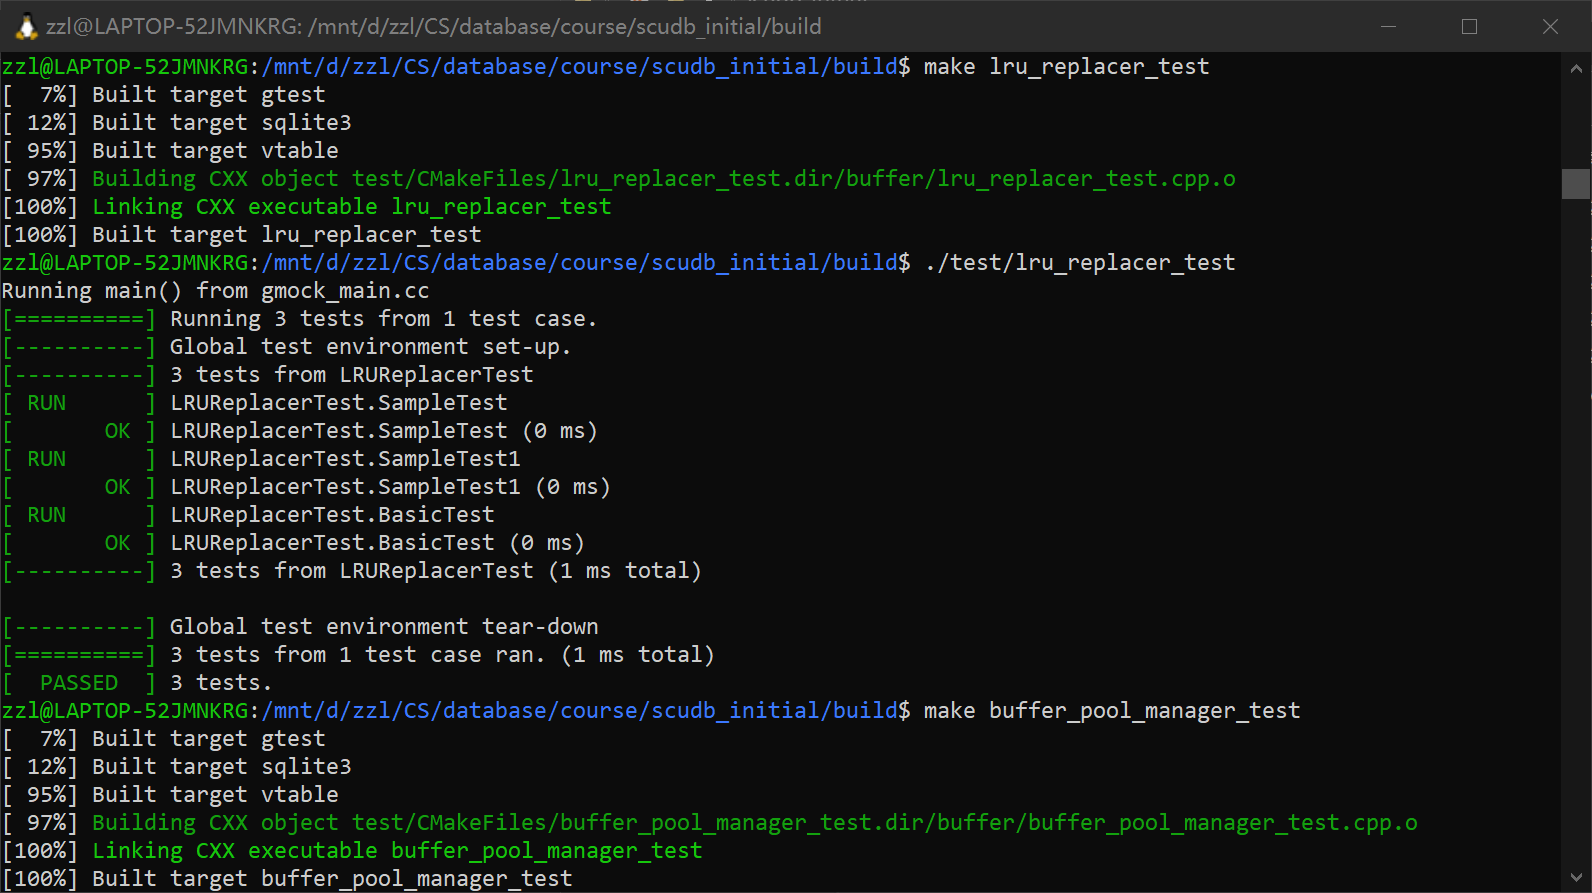 zzl@LAPTOP-52JMNKRG: /mnt/d/zzl/CS/database/course/scudb_initial/build
zzl@LAPTOP-52JMNKRG:/mnt/d/zzl/CS/database/course/scudb_initial/build$ make lru_replacer_test
[  7%] Built target gtest
[ 12%] Built target sqlite3
[ 95%] Built target vtable
[ 97%] Building CXX object test/CMakeFiles/lru_replacer_test.dir/buffer/lru_replacer_test.cpp.o
[100%] Linking CXX executable lru_replacer_test
[100%] Built target lru_replacer_test
zzl@LAPTOP-52JMNKRG:/mnt/d/zzl/CS/database/course/scudb_initial/build$ ./test/lru_replacer_test
Running main() from gmock_main.cc
[==========] Running 3 tests from 1 test case.
[----------] Global test environment set-up.
[----------] 3 tests from LRUReplacerTest
[ RUN      ] LRUReplacerTest.SampleTest
[       OK ] LRUReplacerTest.SampleTest (0 ms)
[ RUN      ] LRUReplacerTest.SampleTest1
[       OK ] LRUReplacerTest.SampleTest1 (0 ms)
[ RUN      ] LRUReplacerTest.BasicTest
[       OK ] LRUReplacerTest.BasicTest (0 ms)
[----------] 3 tests from LRUReplacerTest (1 ms total)
[----------] Global test environment tear-down
[==========] 3 tests from 1 test case ran. (1 ms total)
[  PASSED  ] 3 tests.
zzl@LAPTOP-52JMNKRG:/mnt/d/zzl/CS/database/course/scudb_initial/build$ make buffer_pool_manager_test
[  7%] Built target gtest
[ 12%] Built target sqlite3
[ 95%] Built target vtable
[ 97%] Building CXX object test/CMakeFiles/buffer_pool_manager_test.dir/buffer/buffer_pool_manager_test.cpp.o
[100%] Linking CXX executable buffer_pool_manager_test
[100%] Built target buffer_pool_manager_test